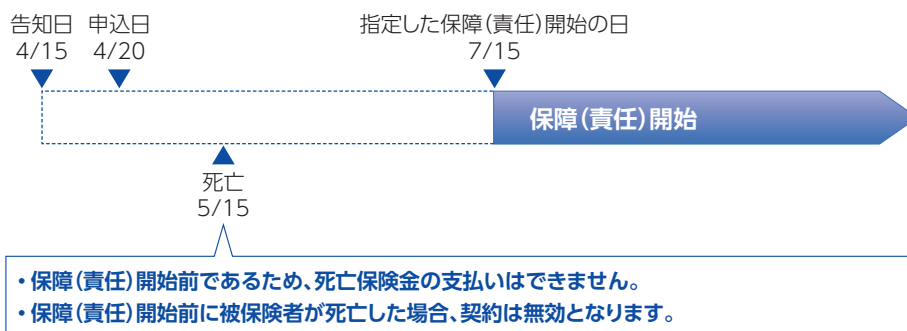 告知日 申込日 指定した保障(責任)開始の日
4/15 4/20 7/15
保障(責任)開始
死亡
5/15
・保障(責任)開始前であるため、死亡保険金の支払いはできません。
・保障(責任)開始前に被保険者が死亡した場合、契約は無効となります。